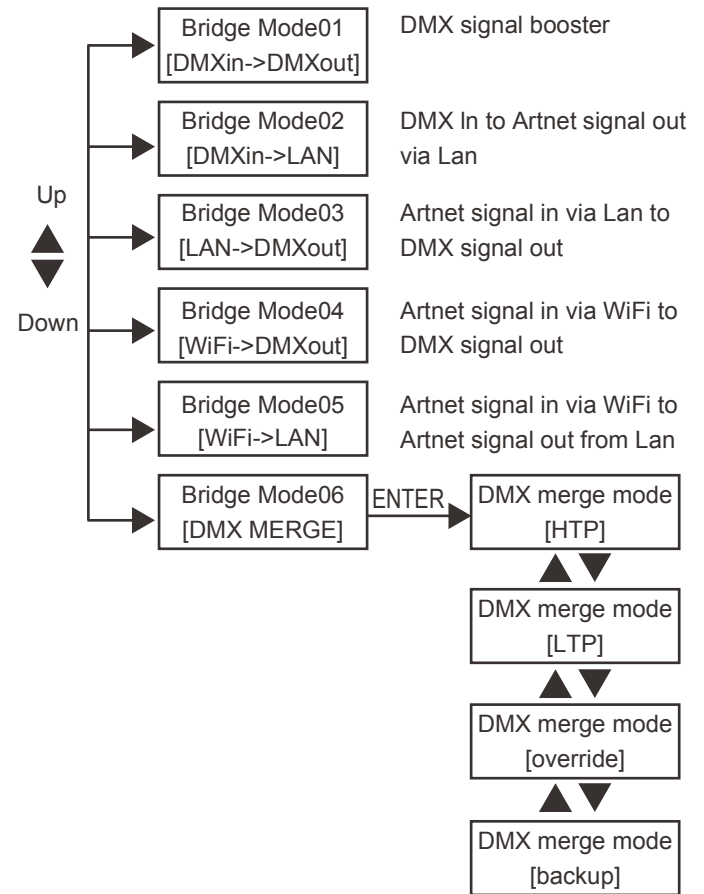 Bridge Mode01
[DMXin->DMXout]
DMX signal booster
Bridge Mode02
[DMXin->LAN]
DMX In to Artnet signal out
via Lan
Up
Down
Bridge Mode03
[LAN->DMXout]
Artnet signal in via Lan to
DMX signal out
Bridge Mode04
[WiFi->DMXout]
Artnet signal in via WiFi to
DMX signal out
Bridge Mode05
[WiFi->LAN]
Artnet signal in via WiFi to
Artnet signal out from Lan
Bridge Mode06
[DMX MERGE]
ENTER
DMX merge mode
[HTP]
DMX merge mode
[LTP]
DMX merge mode
[override]
DMX merge mode
[backup]